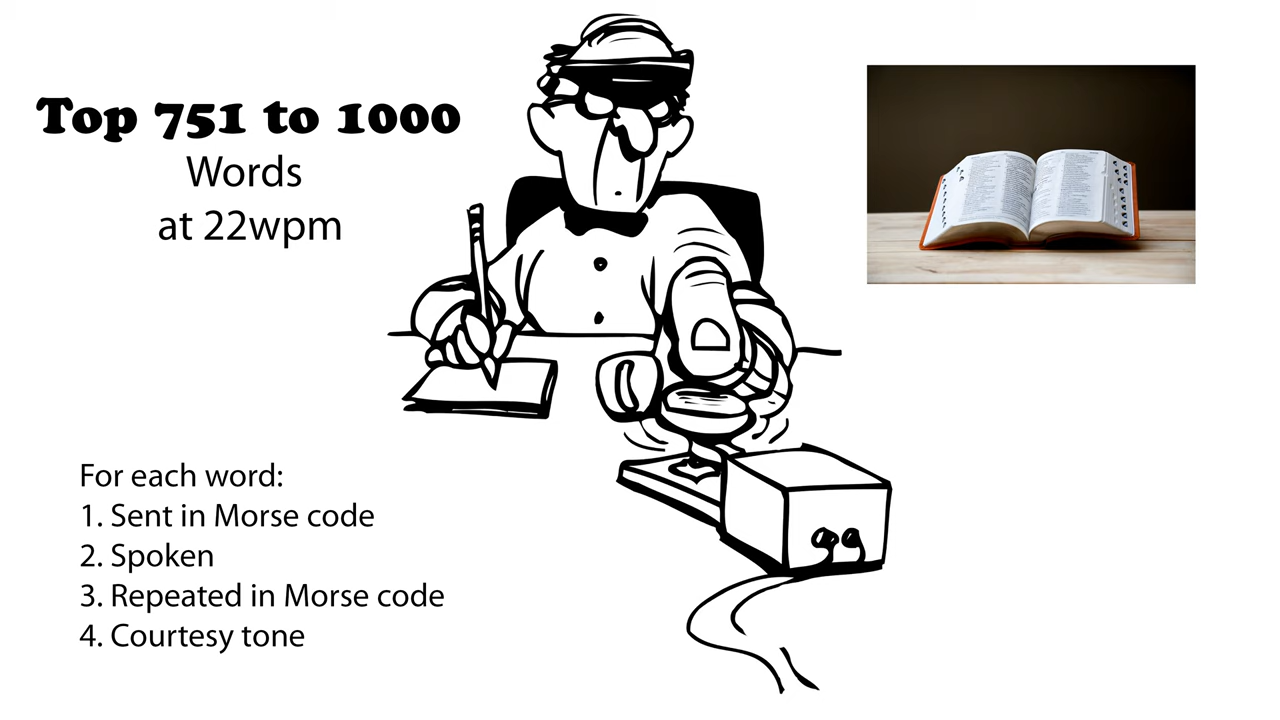 Top 751 to 1000
Words
at 22wpm
For each word:
1. Sent in Morse code
2. Spoken
3. Repeated in Morse code
4. Courtesy tone